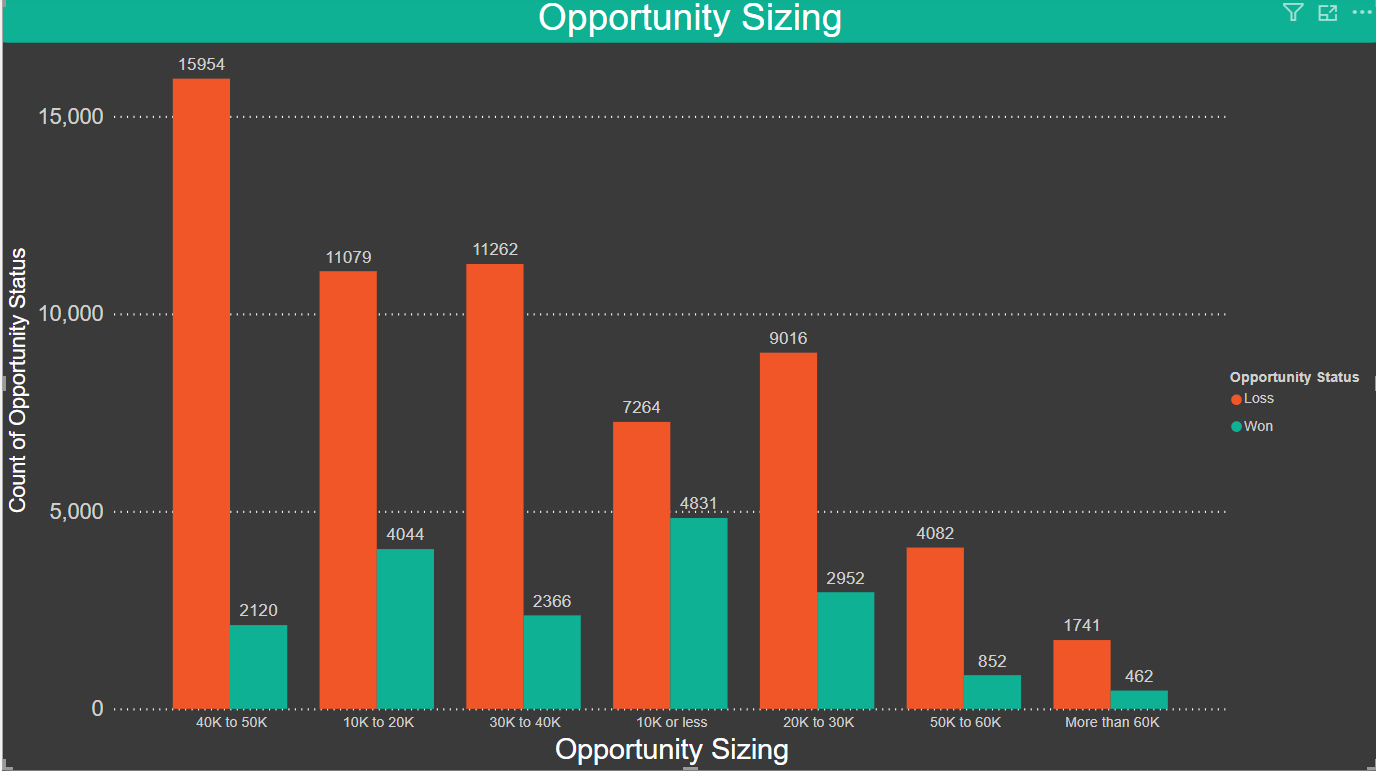 Opportunity Sizing
15954
15,000
11079
11262
10,000
9016
7264
5,000
4831
4082
4044
2952
2366
2120
1741
852
462
0
Count of Opportunity Status
40K to 50K
10K to 20K
30K to 40K
10K or less
20K to 30K
50K to 60K
More than 60K
Opportunity Sizing
Opportunity Status
Loss
Won